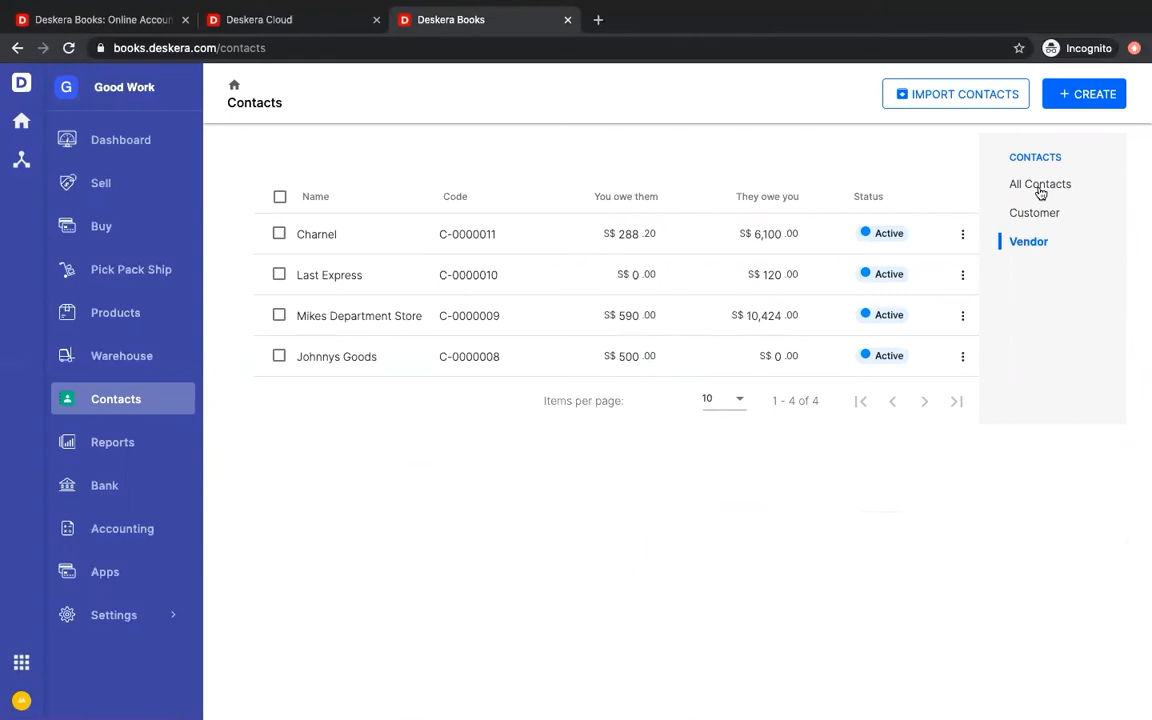 Deskera Books: Online Accoun
Deskera Cloud
Deskera Books
books.deskera.com/contacts
Incognito
D
G
Good Work
Dashboard
Sell
Buy
Pick Pack Ship
Products
Warehouse
Contacts
Reports
Bank
Accounting
Apps
Settings
Contacts
IMPORT CONTACTS
+ CREATE
Name Code You owe them They owe you Status
Charnel C-0000011 S$ 288 .20 S$ 6,100 .00 Active
Last Express C-0000010 S$ 0 .00 S$ 120 .00 Active
Mikes Department Store C-0000009 S$ 590 .00 S$ 10,424 .00 Active
Johnnys Goods C-0000008 S$ 500 .00 S$ 0 .00 Active
Items per page: 10 1 - 4 of 4
CONTACTS
All Contacts
Customer
Vendor